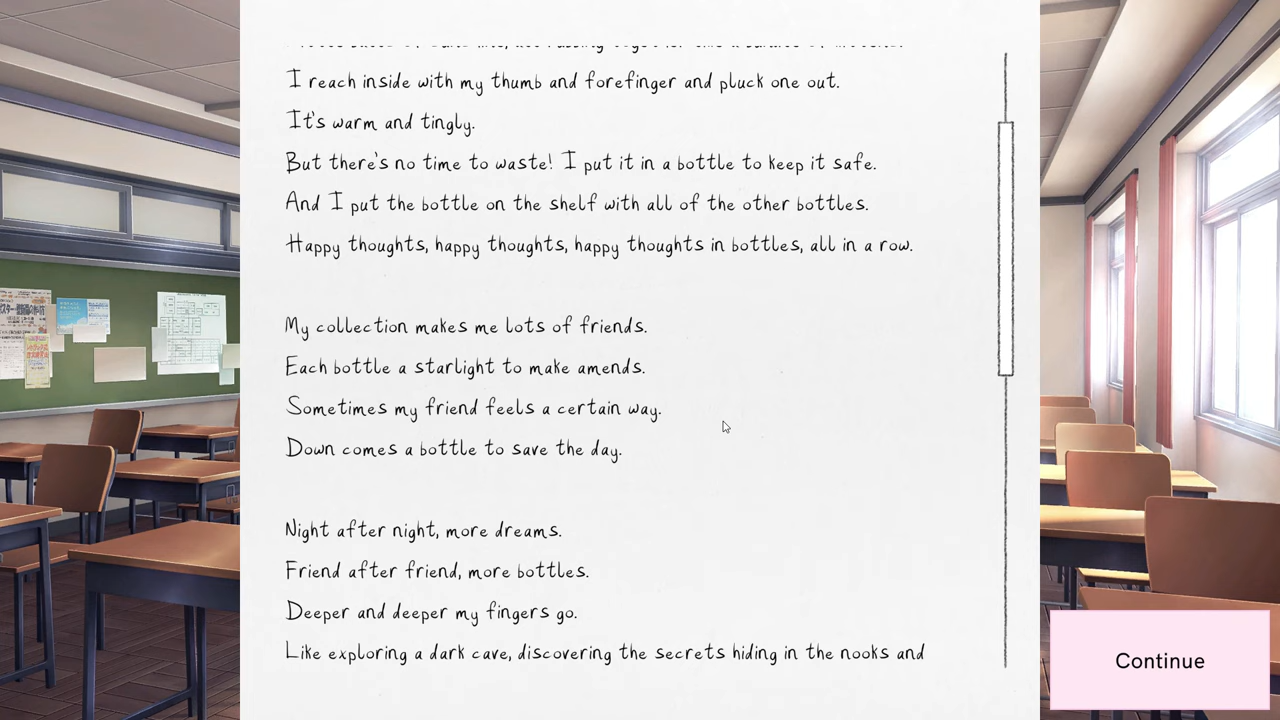 I reach inside with my thumb and forefinger and pluck one out.
It's warm and tingly.
But there's no time to waste! I put it in a bottle to keep it safe.
And I put the bottle on the shelf with all of the other bottles.
Happy thoughts, happy thoughts, happy thoughts in bottles, all in a row.
My collection makes me lots of friends.
Each bottle a starlight to make amends.
Sometimes my friend feels a certain way.
Down comes a bottle to save the day.
Night after night, more dreams.
Friend after friend, more bottles.
Deeper and deeper my fingers go.
Like exploring a dark cave, discovering the secrets hiding in the nooks and
Continue